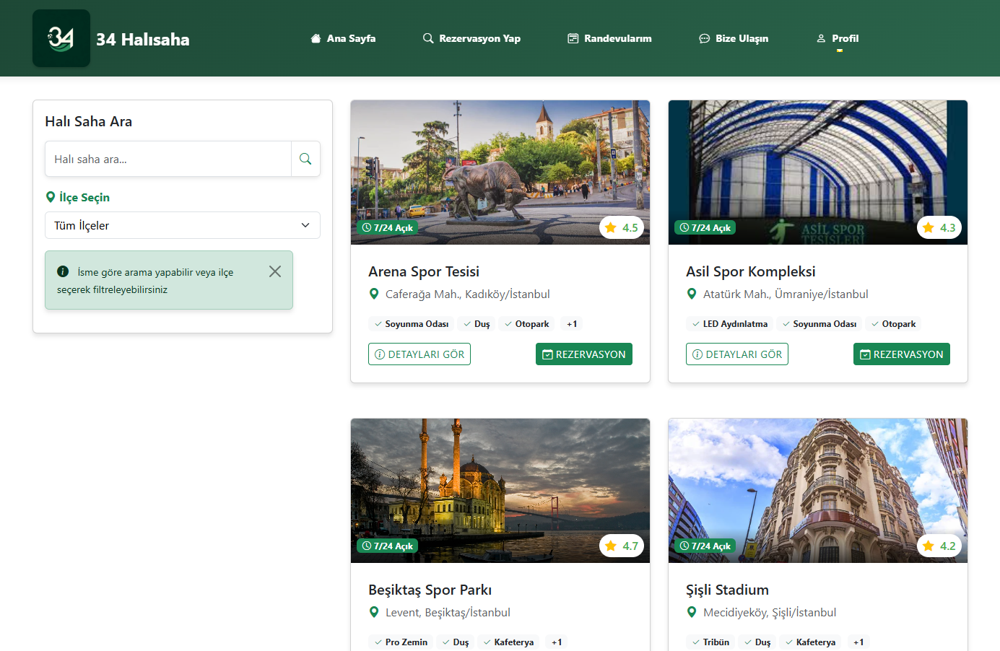 34
34 Halısaha
Ana Sayfa
Rezervasyon Yap
Randevularım
Bize Ulaşın
Profil
Halı Saha Ara
Halı saha ara...
İlçe Seçin
Tüm İlçeler
İsme göre arama yapabilir veya ilçe
seçerek filtreleyebilirsiniz
7/24 Açık
4.5
Arena Spor Tesisi
Caferağa Mah., Kadıköy/İstanbul
Soyunma Odası
Duş
Otopark
+1
DETAYLARI GÖR
REZERVASYON
ASİL SPOR
TESİSLERİ
7/24 Açık
4.3
Asil Spor Kompleksi
Atatürk Mah., Ümraniye/İstanbul
LED Aydınlatma
Soyunma Odası
Otopark
DETAYLARI GÖR
REZERVASYON
7/24 Açık
4.7
Beşiktaş Spor Parkı
Levent, Beşiktaş/İstanbul
Pro Zemin
Duş
Kafeterya
+1
7/24 Açık
4.2
Şişli Stadium
Mecidiyeköy, Şişli/İstanbul
Tribün
Duş
Kafeterya
+1